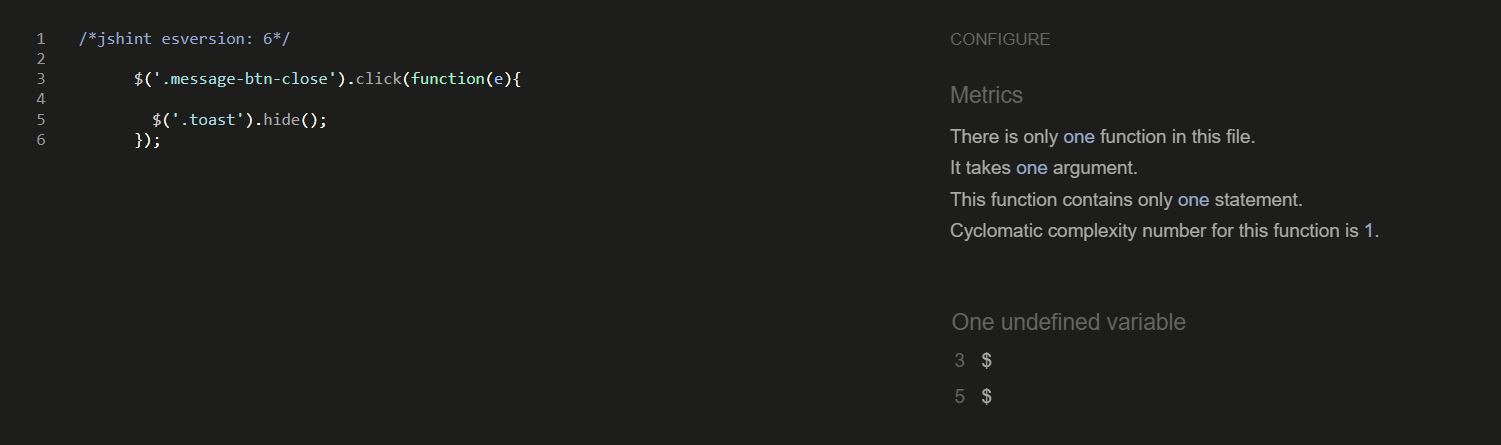 1 /*jshint esversion: 6*/
2
3 $('.message-btn-close').click(function(e){
4
5 $('.toast').hide();
6 });
CONFIGURE
Metrics
There is only one function in this file.
It takes one argument.
This function contains only one statement.
Cyclomatic complexity number for this function is 1.
One undefined variable
3 $
5 $